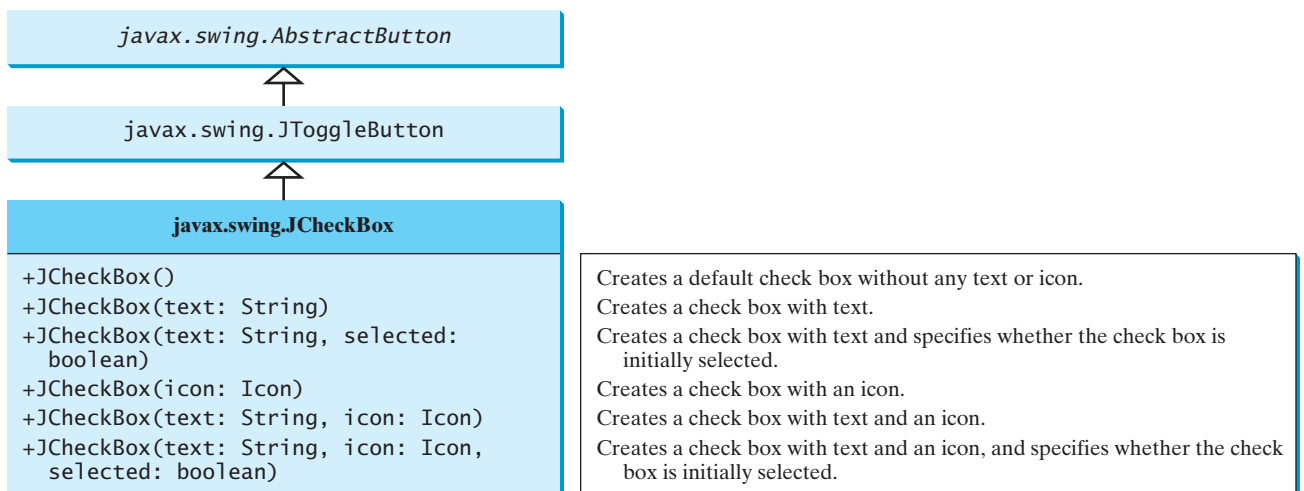 javax.swing.AbstractButton
javax.swing.JToggleButton
javax.swing.JCheckBox
+JCheckBox()
+JCheckBox(text: String)
+JCheckBox(text: String, selected:
boolean)
+JCheckBox(icon: Icon)
+JCheckBox(text: String, icon: Icon)
+JCheckBox(text: String, icon: Icon,
selected: boolean)
Creates a default check box without any text or icon.
Creates a check box with text.
Creates a check box with text and specifies whether the check box is
initially selected.
Creates a check box with an icon.
Creates a check box with text and an icon.
Creates a check box with text and an icon, and specifies whether the check
box is initially selected.